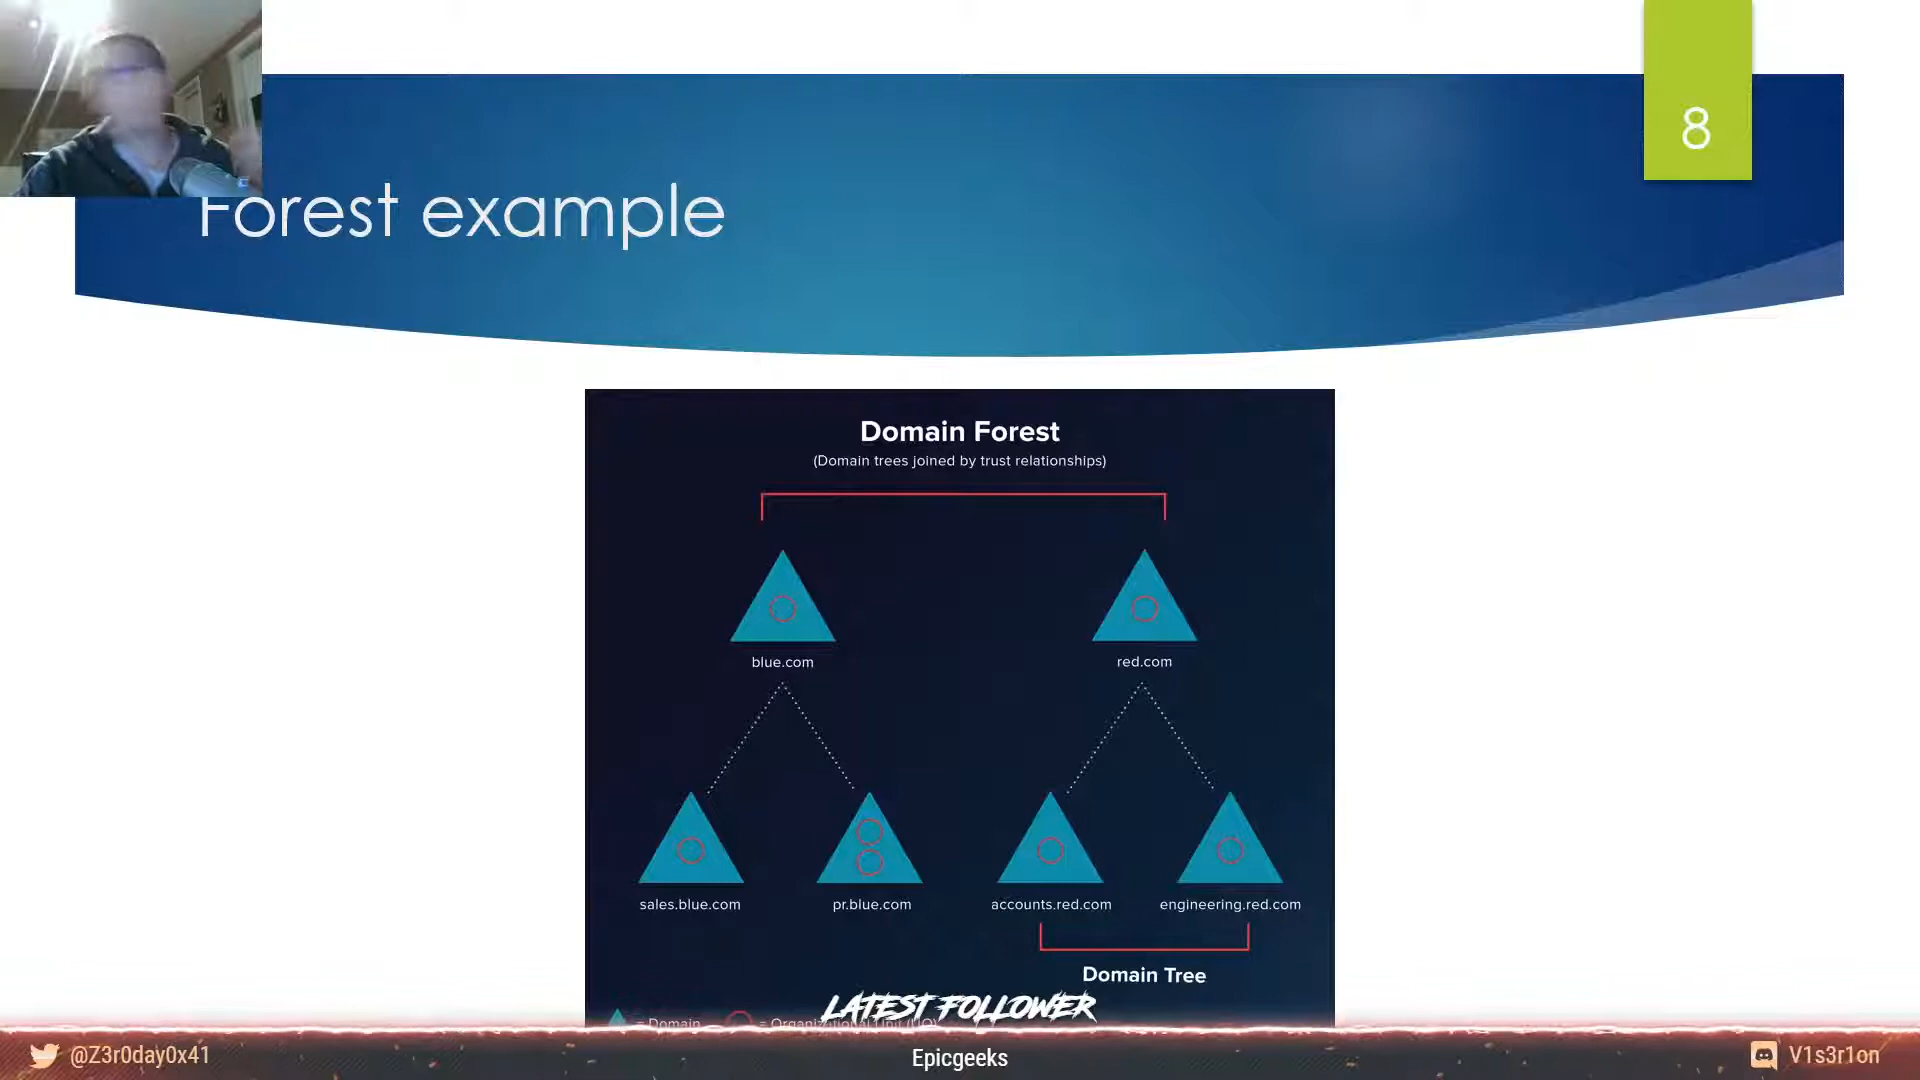 8
Forest example
Domain Forest
(Domain trees joined by trust relationships)
blue.com
red.com
sales.blue.com
pr.blue.com
accounts.red.com
engineering.red.com
Domain Tree
LATEST FOLLOWER
= Domain
= Organizational Unit (UO)
@Z3r0day0x41
Epicgeeks
V1s3r1on